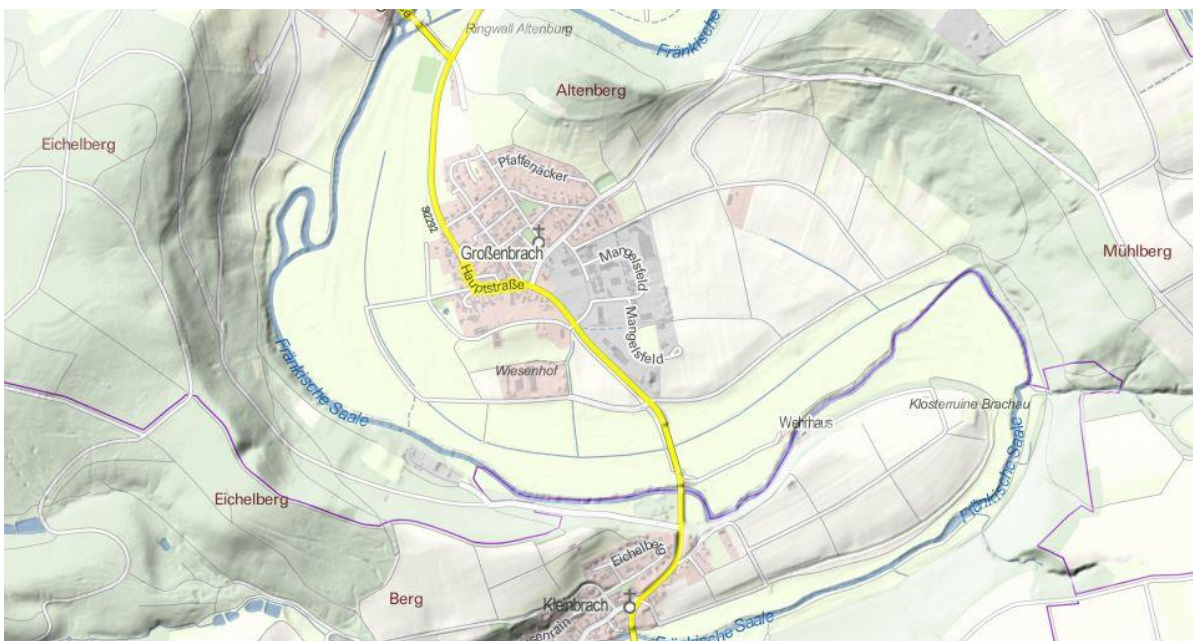 Ringwall Altenburg
Fränkische
Altenberg
Eichelberg
Pfaffenäcker
St2292
Großenbrach
Mangelsfeld
Mühlberg
Hauptstraße
Mangelsfeld
Fränkische Saale
Wiesenhof
Klosterruine Brachau
Wehrhaus
Fränkische Saale
Eichelberg
Eichelberg
Berg
Kleinbrach
Fränkische Saale